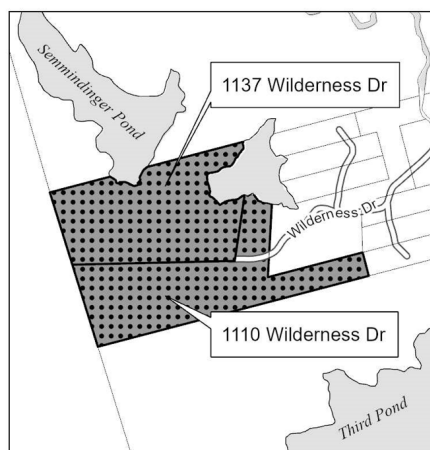 Semmindinger Pond
1137 Wilderness Dr
Wilderness Dr
1110 Wilderness Dr
Third Pond